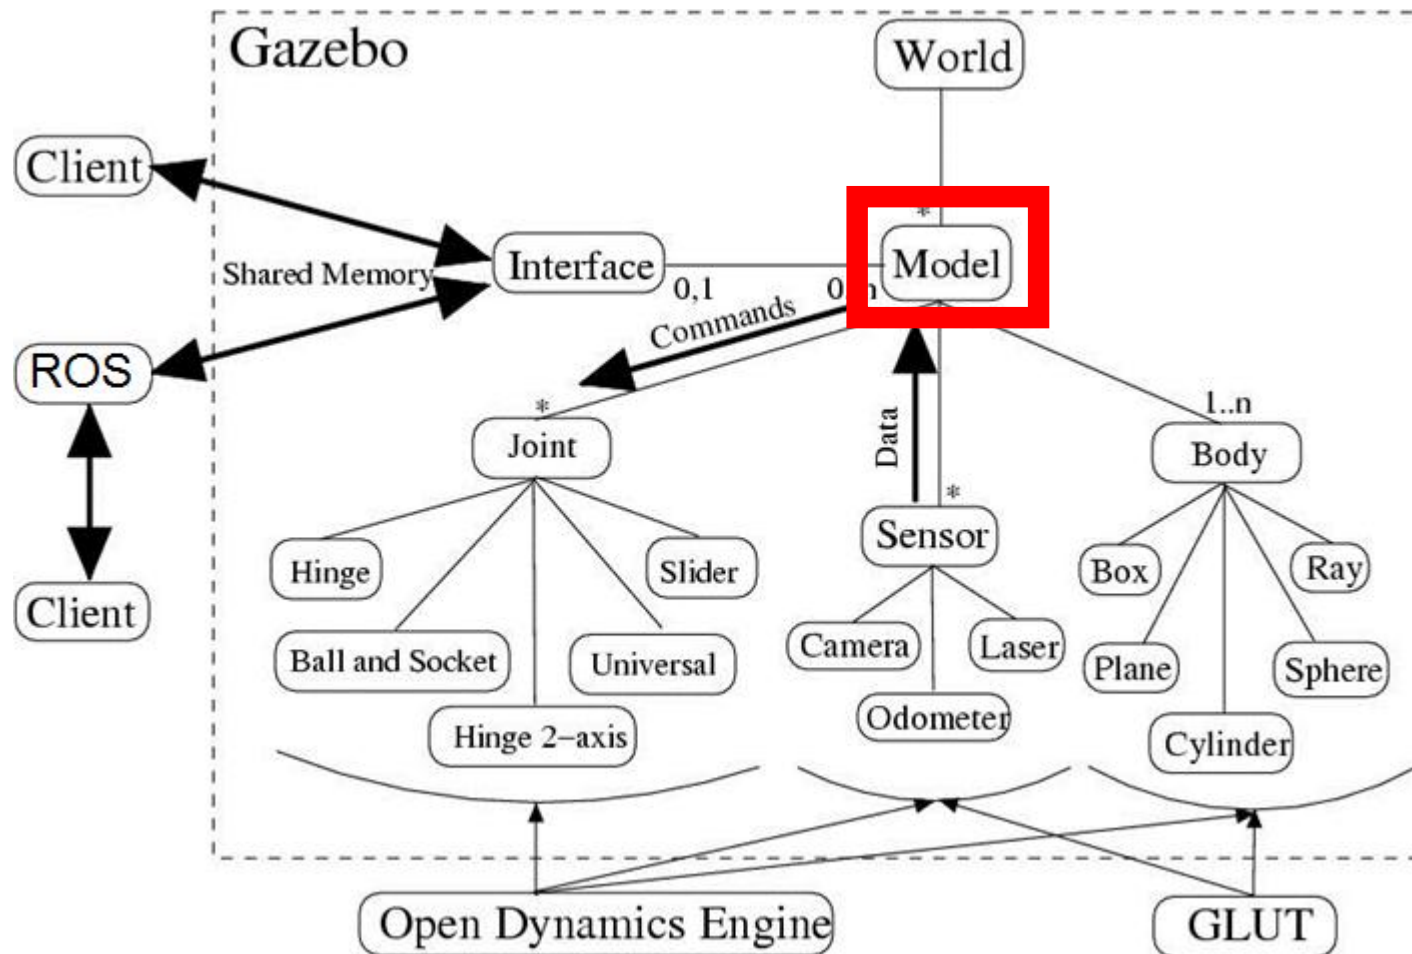 Gazebo
World
Client
*
Interface
Model
Shared Memory
0,1
Commands
ROS
*
1..n
Joint
Data
Body
*
Sensor
Hinge
Slider
Box
Ray
Ball and Socket
Universal
Camera
Laser
Plane
Sphere
Client
Odometer
Hinge 2-axis
Cylinder
Open Dynamics Engine
GLUT